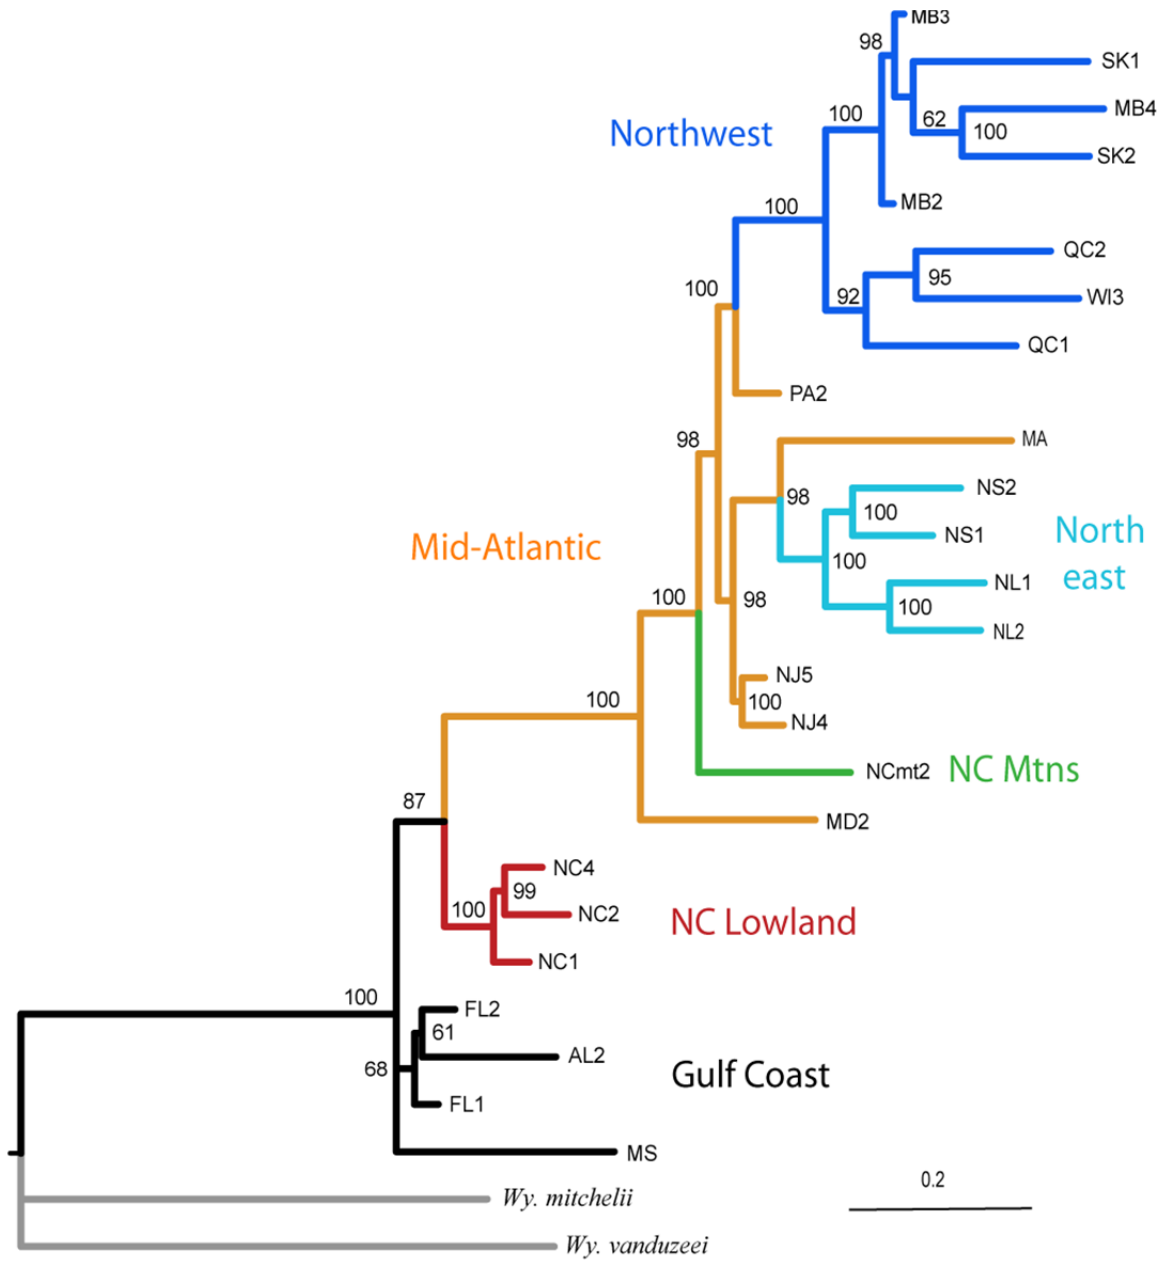 MB3
98
SK1
MB4
100
62
100
Northwest
SK2
MB2
100
QC2
95
WI3
100
92
QC1
PA2
98
MA
NS2
98
100
North
NS1
Mid-Atlantic
100
east
NL1
100
98
100
NL2
NJ5
100
100
NJ4
NCmt2
NC Mtns
87
MD2
NC4
99
100
NC2
NC Lowland
NC1
100
FL2
61
AL2
68
Gulf Coast
FL1
MS
0.2
Wy. mitchelii
Wy. vanduzeei